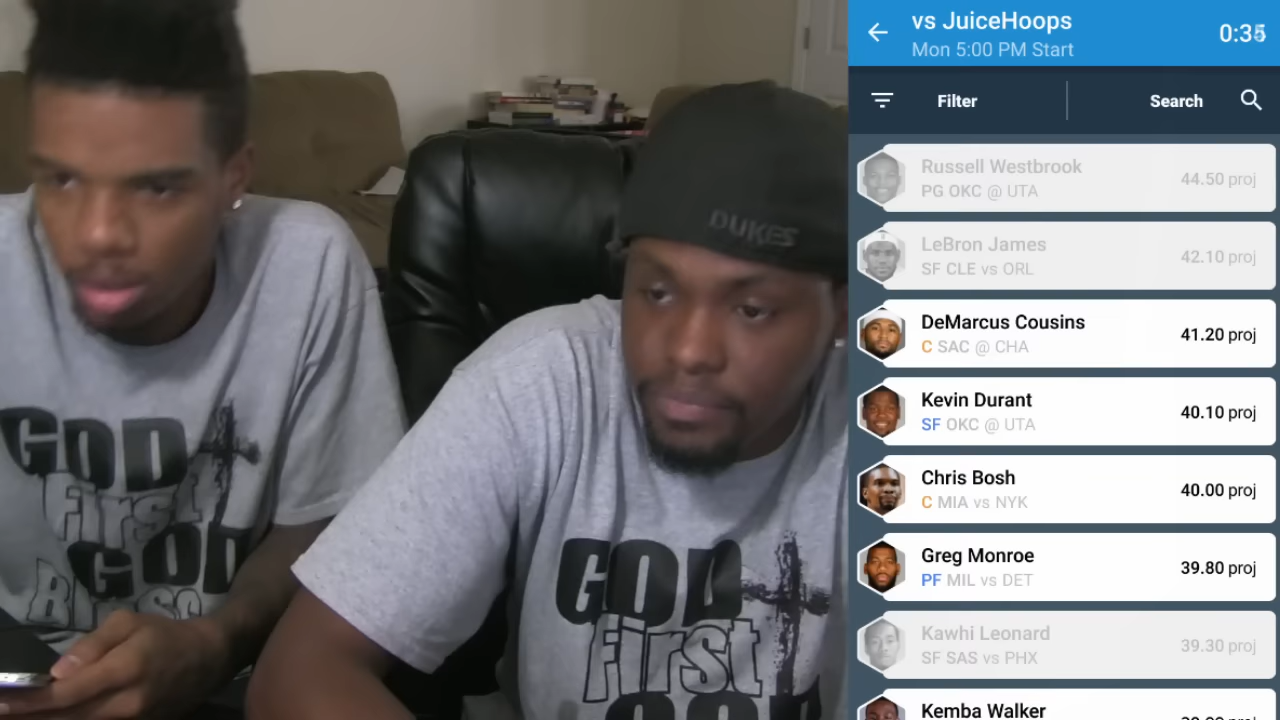 vs JuiceHoops
Mon 5:00 PM Start
Filter
Search
Russell Westbrook
PG OKC @ UTA
44.50 proj
LeBron James
SF CLE vs ORL
42.10 proj
DeMarcus Cousins
C SAC @ CHA
41.20 proj
Kevin Durant
SF OKC @ UTA
40.10 proj
Chris Bosh
C MIA vs NYK
40.00 proj
Greg Monroe
PF MIL vs DET
39.80 proj
Kawhi Leonard
SF SAS vs PHX
39.30 proj
Kemba Walker
DUKES
GOD
First
GOD
Bless
GOD
First
GOD